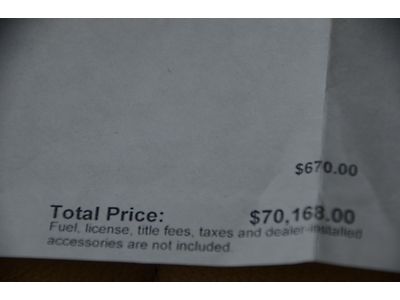 $670.00
Total Price: $70,168.00
Fuel, license, title fees, taxes and dealer-installed
accessories are not included.